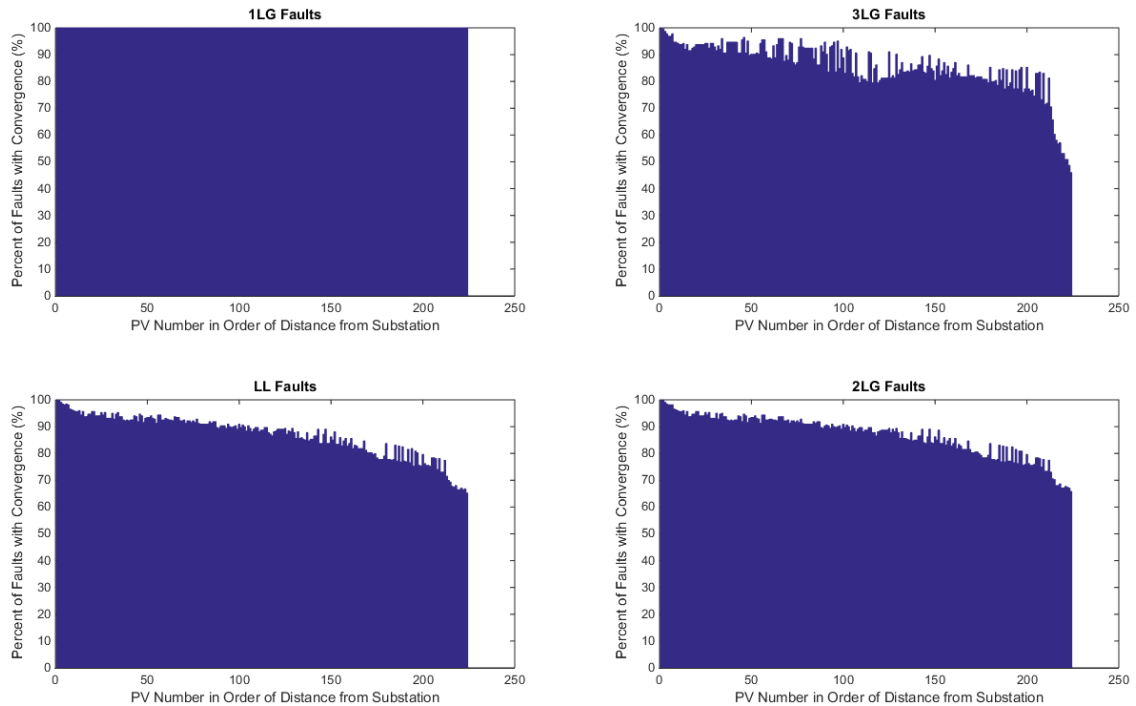 1LG Faults
100
90
80
70
60
50
40
30
20
10
0
Percent of Faults with Convergence (%)
0 50 100 150 200 250
PV Number in Order of Distance from Substation
3LG Faults
100
90
80
70
60
50
40
30
20
10
0
Percent of Faults with Convergence (%)
0 50 100 150 200 250
PV Number in Order of Distance from Substation
LL Faults
100
90
80
70
60
50
40
30
20
10
0
Percent of Faults with Convergence (%)
0 50 100 150 200 250
PV Number in Order of Distance from Substation
2LG Faults
100
90
80
70
60
50
40
30
20
10
0
Percent of Faults with Convergence (%)
0 50 100 150 200 250
PV Number in Order of Distance from Substation